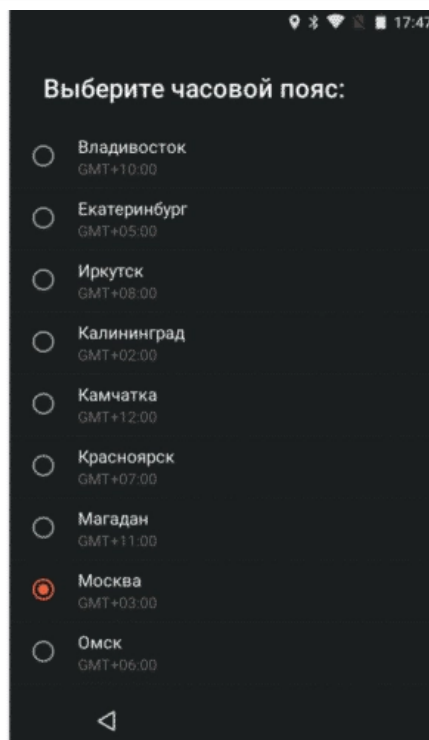 17:47
Выберите часовой пояс:
Владивосток
GMT+10:00
Екатеринбург
GMT+05:00
Иркутск
GMT+08:00
Калининград
GMT+02:00
Камчатка
GMT+12:00
Красноярск
GMT+07:00
Магадан
GMT+11:00
Москва
GMT+03:00
Омск
GMT+06:00